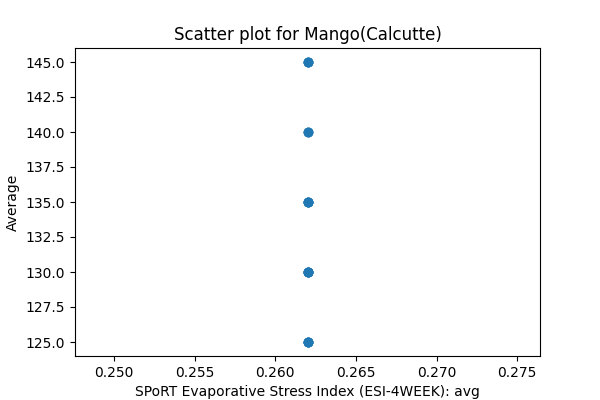 Scatter plot for Mango(Calcutte)
Average
145.0
142.5
140.0
137.5
135.0
132.5
130.0
127.5
125.0
0.250 0.255 0.260 0.265 0.270 0.275
SPoRT Evaporative Stress Index (ESI-4WEEK): avg